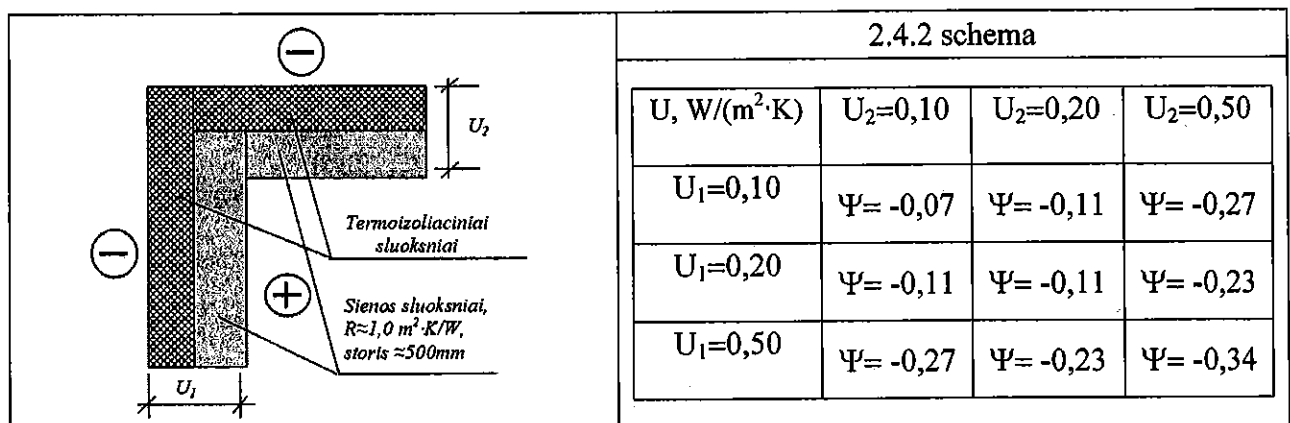 2.4.2 schema
−
U₂
Termoizoliaciniai
sluoksniai
−
+
Sienos sluoksniai,
R≈1,0 m²·K/W,
storis ≈500mm
U₁
U, W/(m²·K) U₂=0,10 U₂=0,20 U₂=0,50
U₁=0,10 Ψ= -0,07 Ψ= -0,11 Ψ= -0,27
U₁=0,20 Ψ= -0,11 Ψ= -0,11 Ψ= -0,23
U₁=0,50 Ψ= -0,27 Ψ= -0,23 Ψ= -0,34